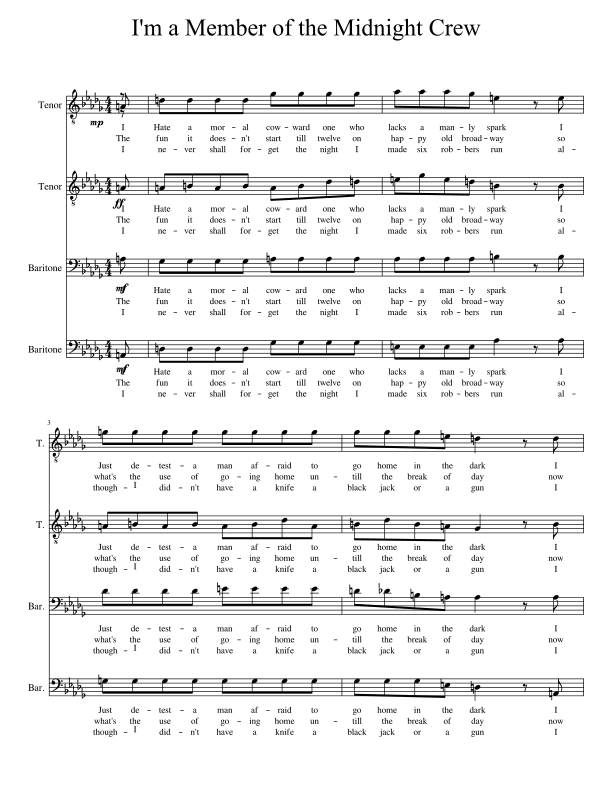 I'm a Member of the Midnight Crew
Tenor
mp
I Hate a mor - al cow - ward one who lacks a man - ly spark I
The fun it does - n't start till twelve on hap - py old broad - way so
I ne - ver shall for - get the night I made six rob - bers run al -
Tenor
ff
I Hate a mor - al cow - ard one who lacks a man - ly spark I
The fun it does - n't start till twelve on hap - py old broad - way so
I ne - ver shall for - get the night I made six rob - bers run al -
Baritone
mf
I Hate a mor - al cow - ard one who lacks a man - ly spark I
The fun it does - n't start till twelve on hap - py old broad - way so
I ne - ver shall for - get the night I made six rob - bers run al -
Baritone
mf
I Hate a mor - al cow - ard one who lacks a man - ly spark I
The fun it does - n't start till twelve on hap - py old broad - way so
I ne - ver shall for - get the night I made six rob - bers run al -
3
T.
Just de - test - a man af - raid to go home in the dark I
what's the use of go - ing home un - till the break of day now
though - I did - n't have a knife a black jack or a gun I
T.
Just de - test - a man af - raid to go home in the dark I
what's the use of go - ing home un - till the break of day now
though - I did - n't have a knife a black jack or a gun I
Bar.
Just de - test - a man af - raid to go home in the dark I
what's the use of go - ing home un - till the break of day now
though - I did - n't have a knife a black jack or a gun I
Bar.
Just de - test - a man af - raid to go home in the dark I
what's the use of go - ing home un - till the break of day now
though - I did - n't have a knife a black jack or a gun I